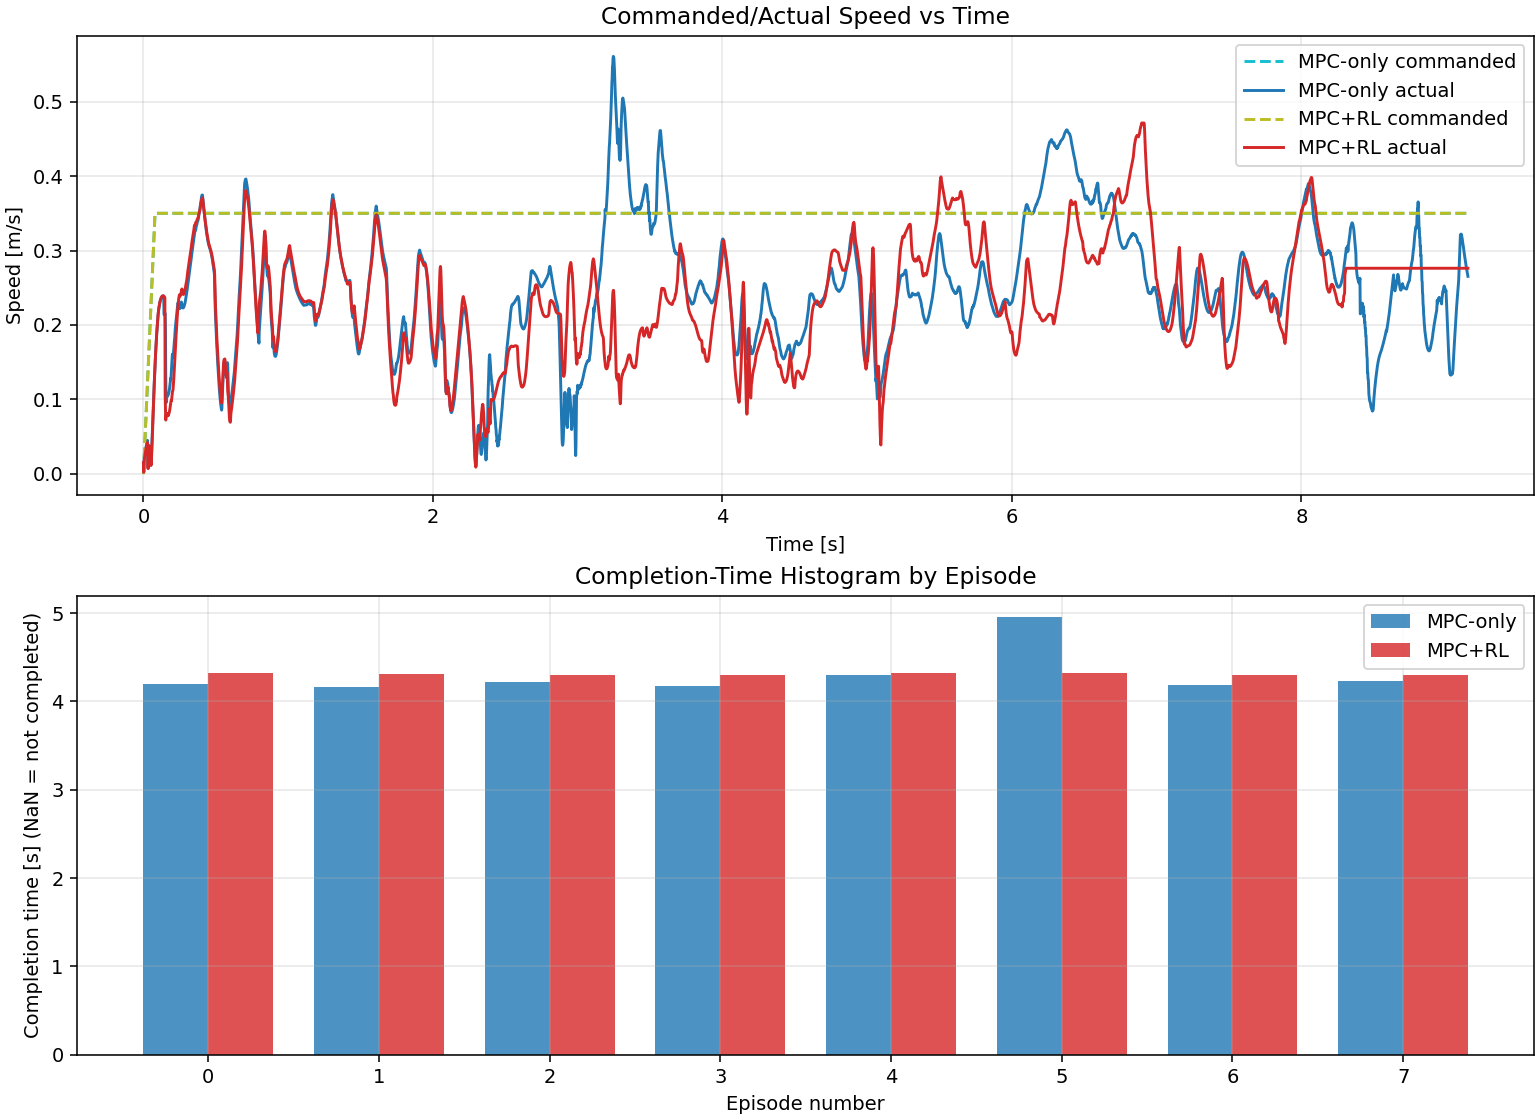 Commanded/Actual Speed vs Time
Speed [m/s]
0.5
0.4
0.3
0.2
0.1
0.0
MPC-only commanded
MPC-only actual
MPC+RL commanded
MPC+RL actual
0 2 4 6 8
Time [s]
Completion-Time Histogram by Episode
Completion time [s] (NaN = not completed)
5
4
3
2
1
0
MPC-only
MPC+RL
0 1 2 3 4 5 6 7
Episode number